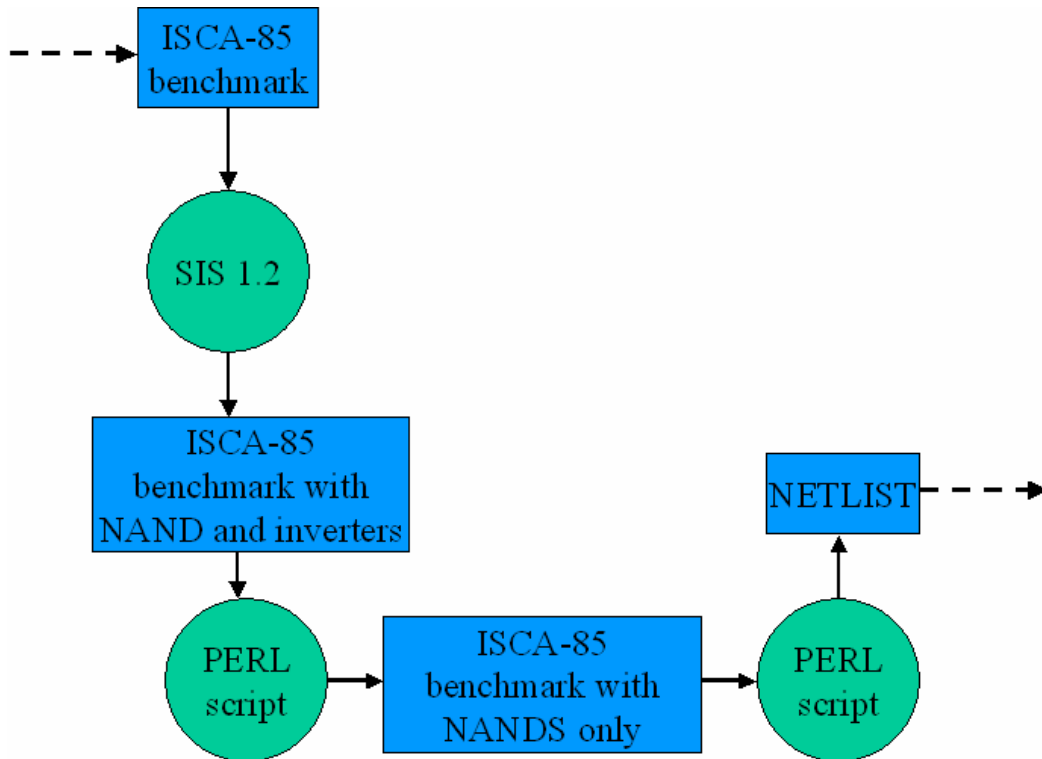 ISCA-85
benchmark
SIS 1.2
ISCA-85
benchmark with
NAND and inverters
PERL
script
ISCA-85
benchmark with
NANDS only
PERL
script
NETLIST